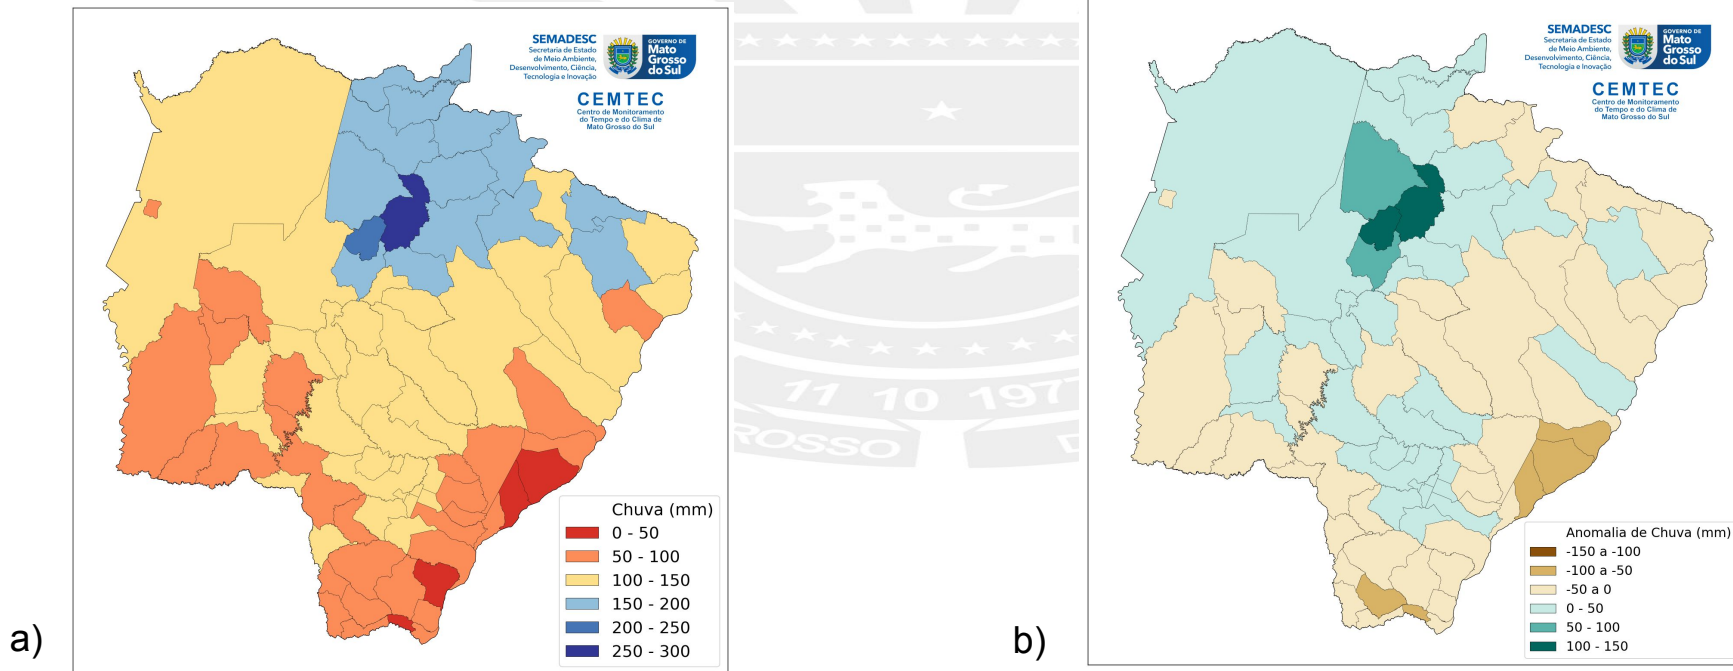 SEMADESC
Secretaria de Estado
de Meio Ambiente,
Desenvolvimento, Ciência,
Tecnologia e Inovação
GOVERNO DE
Mato
Grosso
do Sul
CEMTEC
Centro de Monitoramento
do Tempo e do Clima de
Mato Grosso do Sul
Chuva (mm)
0 - 50
50 - 100
100 - 150
150 - 200
200 - 250
250 - 300
a)
11 10 197
ROSSO
D
SEMADESC
Secretaria de Estado
de Meio Ambiente,
Desenvolvimento, Ciência,
Tecnologia e Inovação
GOVERNO DE
Mato
Grosso
do Sul
CEMTEC
Centro de Monitoramento
do Tempo e do Clima de
Mato Grosso do Sul
Anomalia de Chuva (mm)
-150 a -100
-100 a -50
-50 a 0
0 - 50
50 - 100
100 - 150
b)